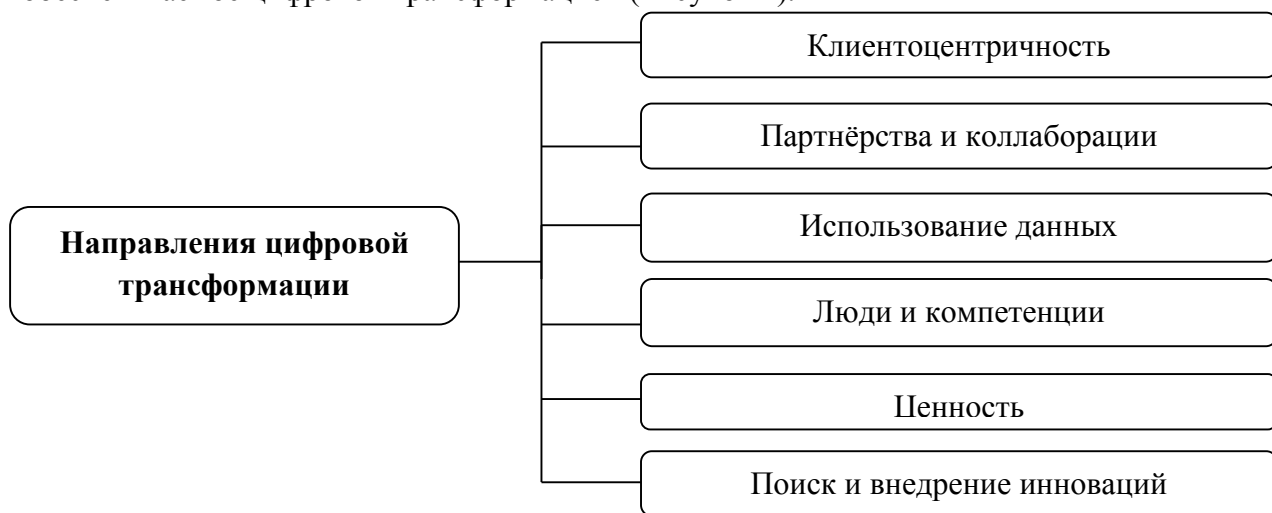 Клиентоцентричность
Партнёрства и коллаборации
Использование данных
Направления цифровой
трансформации
Люди и компетенции
Ценность
Поиск и внедрение инноваций